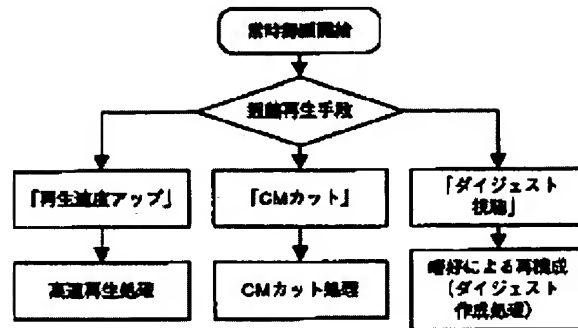 常時録画開始
再生手段
「再生速度アップ」
「CMカット」
「ダイジェスト
視聴」
高速再生処理
CMカット処理
嗜好による再構成
(ダイジェスト
作成処理)